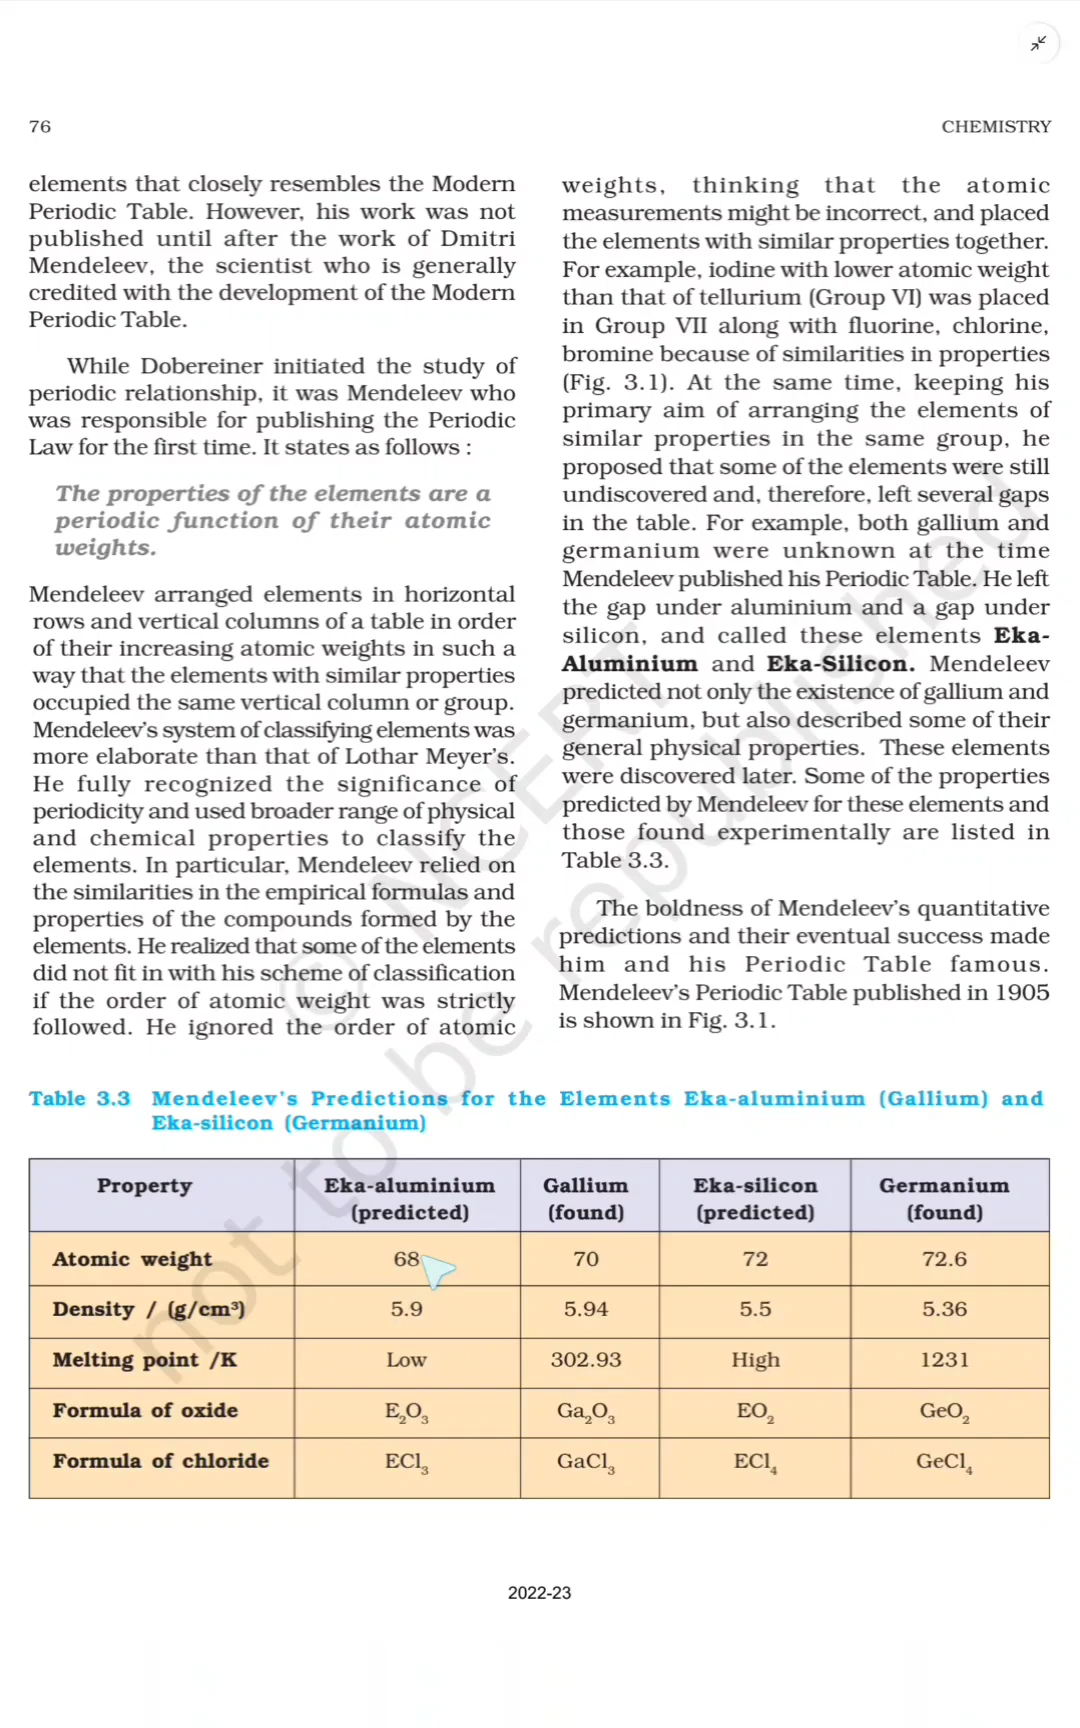 76
CHEMISTRY
elements that closely resembles the Modern
Periodic Table. However, his work was not
published until after the work of Dmitri
Mendeleev, the scientist who is generally
credited with the development of the Modern
Periodic Table.
While Dobereiner initiated the study of
periodic relationship, it was Mendeleev who
was responsible for publishing the Periodic
Law for the first time. It states as follows :
The properties of the elements are a
periodic function of their atomic
weights.
Mendeleev arranged elements in horizontal
rows and vertical columns of a table in order
of their increasing atomic weights in such a
way that the elements with similar properties
occupied the same vertical column or group.
Mendeleev's system of classifying elements was
more elaborate than that of Lothar Meyer's.
He fully recognized the significance of
periodicity and used broader range of physical
and chemical properties to classify the
elements. In particular, Mendeleev relied on
the similarities in the empirical formulas and
properties of the compounds formed by the
elements. He realized that some of the elements
did not fit in with his scheme of classification
if the order of atomic weight was strictly
followed. He ignored the order of atomic
weights, thinking that the atomic
measurements might be incorrect, and placed
the elements with similar properties together.
For example, iodine with lower atomic weight
than that of tellurium (Group VI) was placed
in Group VII along with fluorine, chlorine,
bromine because of similarities in properties
(Fig. 3.1). At the same time, keeping his
primary aim of arranging the elements of
similar properties in the same group, he
proposed that some of the elements were still
undiscovered and, therefore, left several gaps
in the table. For example, both gallium and
germanium were unknown at the time
Mendeleev published his Periodic Table. He left
the gap under aluminium and a gap under
silicon, and called these elements Eka-
Aluminium and Eka-Silicon. Mendeleev
predicted not only the existence of gallium and
germanium, but also described some of their
general physical properties. These elements
were discovered later. Some of the properties
predicted by Mendeleev for these elements and
those found experimentally are listed in
Table 3.3.
The boldness of Mendeleev's quantitative
predictions and their eventual success made
him and his Periodic Table famous.
Mendeleev's Periodic Table published in 1905
is shown in Fig. 3.1.
Table 3.3 Mendeleev's Predictions for the Elements Eka-aluminium (Gallium) and
Eka-silicon (Germanium)
Property Eka-aluminium (predicted) Gallium (found) Eka-silicon (predicted) Germanium (found)
Atomic weight 68 70 72 72.6
Density / (g/cm³) 5.9 5.94 5.5 5.36
Melting point /K Low 302.93 High 1231
Formula of oxide E₂O₃ Ga₂O₃ EO₂ GeO₂
Formula of chloride ECl₃ GaCl₃ ECl₄ GeCl₄
© NCERT
not to be republished
2022-23